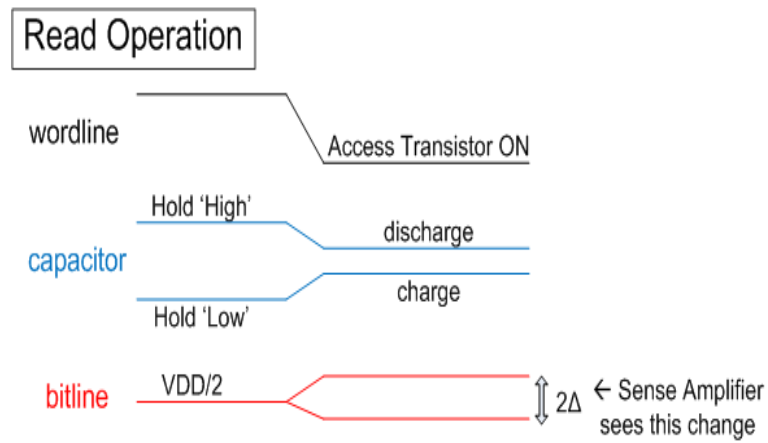 Read Operation
wordline
Access Transistor ON
Hold ‘High’
discharge
capacitor
charge
Hold ‘Low’
VDD/2
bitline
2Δ
← Sense Amplifier
sees this change